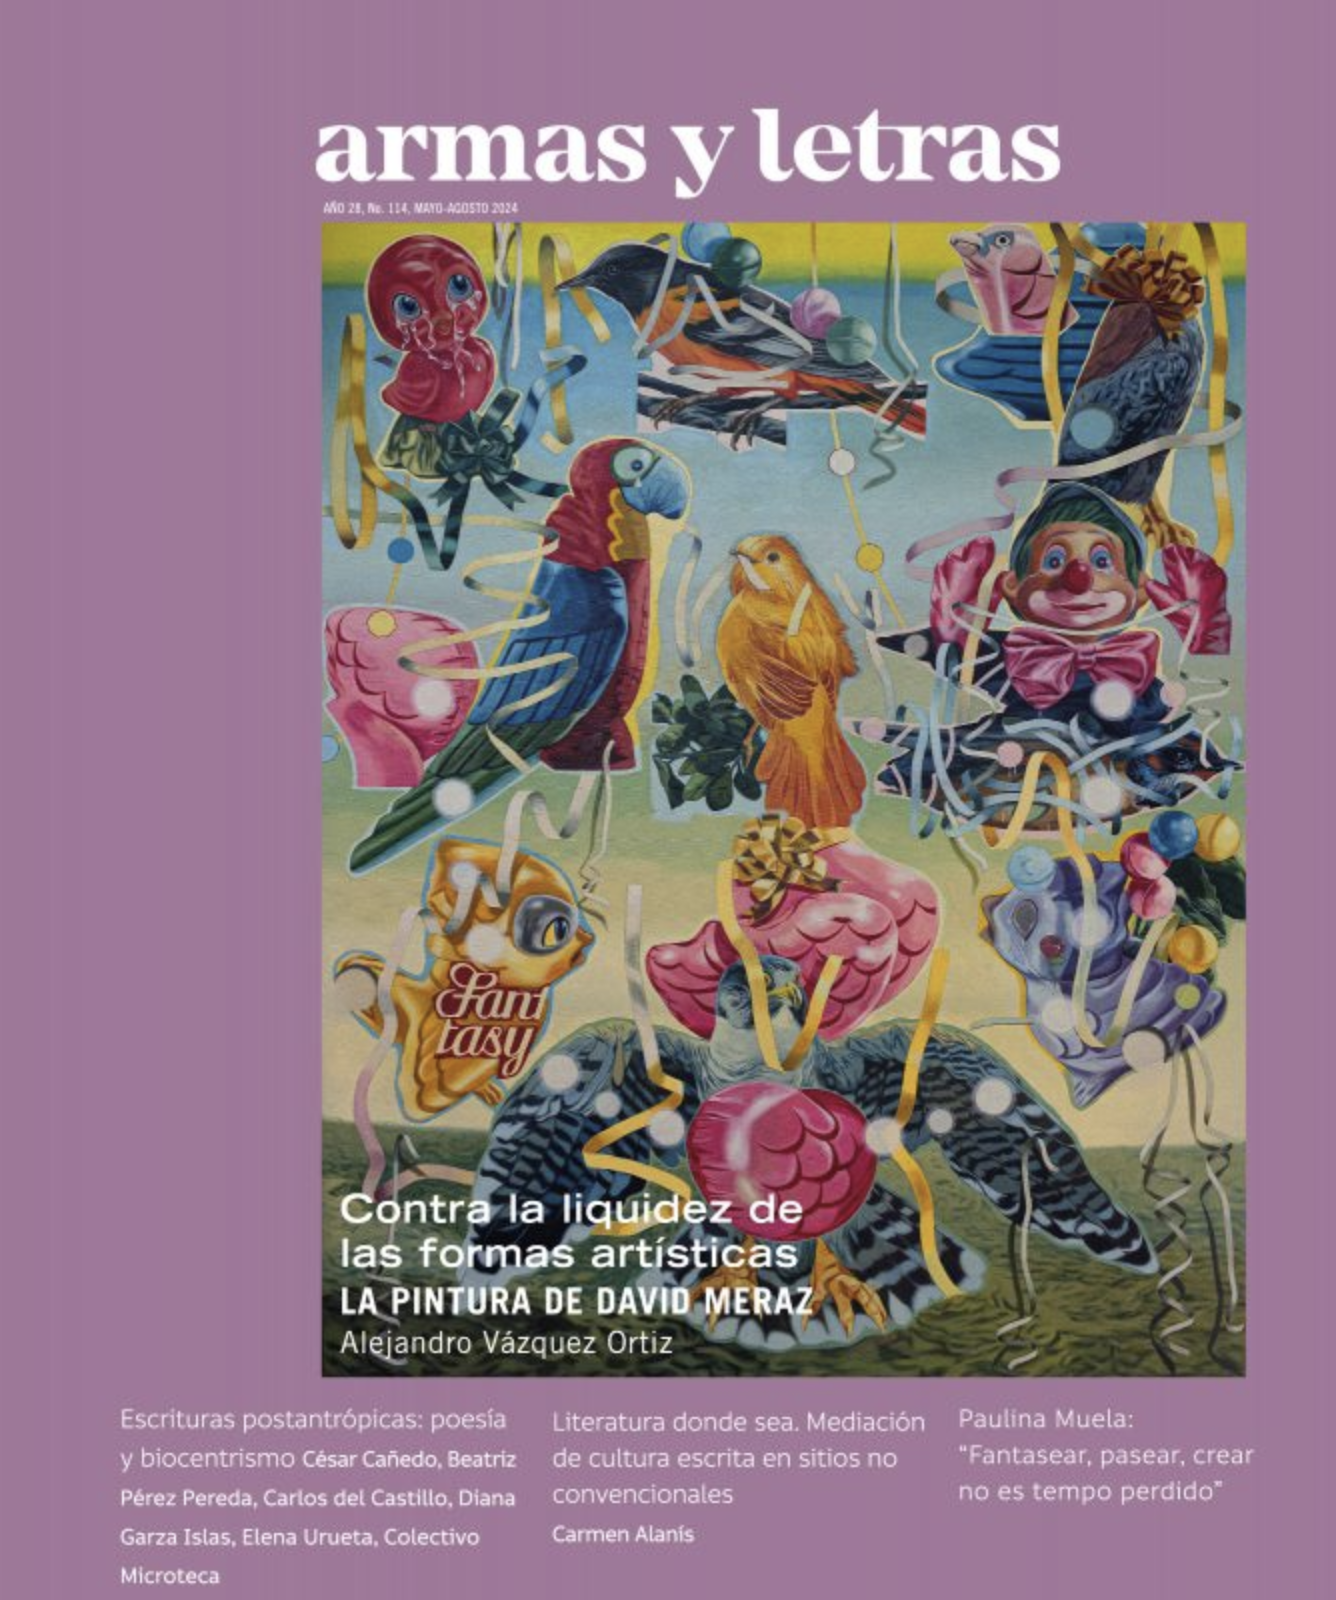 armas y letras
AÑO 28, No. 114, MAYO-AGOSTO 2024
Fant
tasy
Contra la liquidez de
las formas artísticas
LA PINTURA DE DAVID MERAZ
Alejandro Vázquez Ortiz
Escrituras postantrópicas: poesía
y biocentrismo César Cañedo, Beatriz
Pérez Pereda, Carlos del Castillo, Diana
Garza Islas, Elena Urueta, Colectivo
Microteca
Literatura donde sea. Mediación
de cultura escrita en sitios no
convencionales
Carmen Alanís
Paulina Muela:
“Fantasear, pasear, crear
no es tempo perdido”